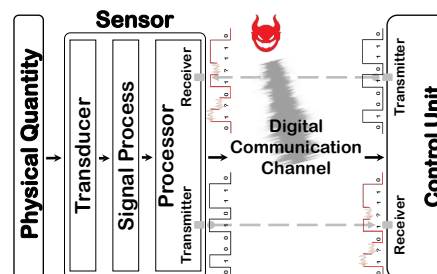 Sensor
Physical Quantity
Transducer
Signal Process
Processor
Receiver
Transmitter
Digital
Communication
Channel
Transmitter
Receiver
Control Unit